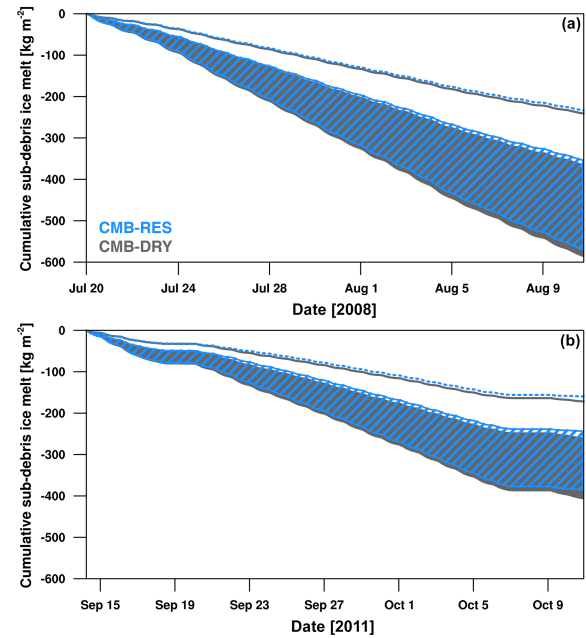 (a)
Cumulative sub-debris ice melt [kg m⁻²]
0
-100
-200
-300
-400
-500
-600
CMB-RES
CMB-DRY
Jul 20 Jul 24 Jul 28 Aug 1 Aug 5 Aug 9
Date [2008]
(b)
Cumulative sub-debris ice melt [kg m⁻²]
0
-100
-200
-300
-400
-500
-600
Sep 15 Sep 19 Sep 23 Sep 27 Oct 1 Oct 5 Oct 9
Date [2011]